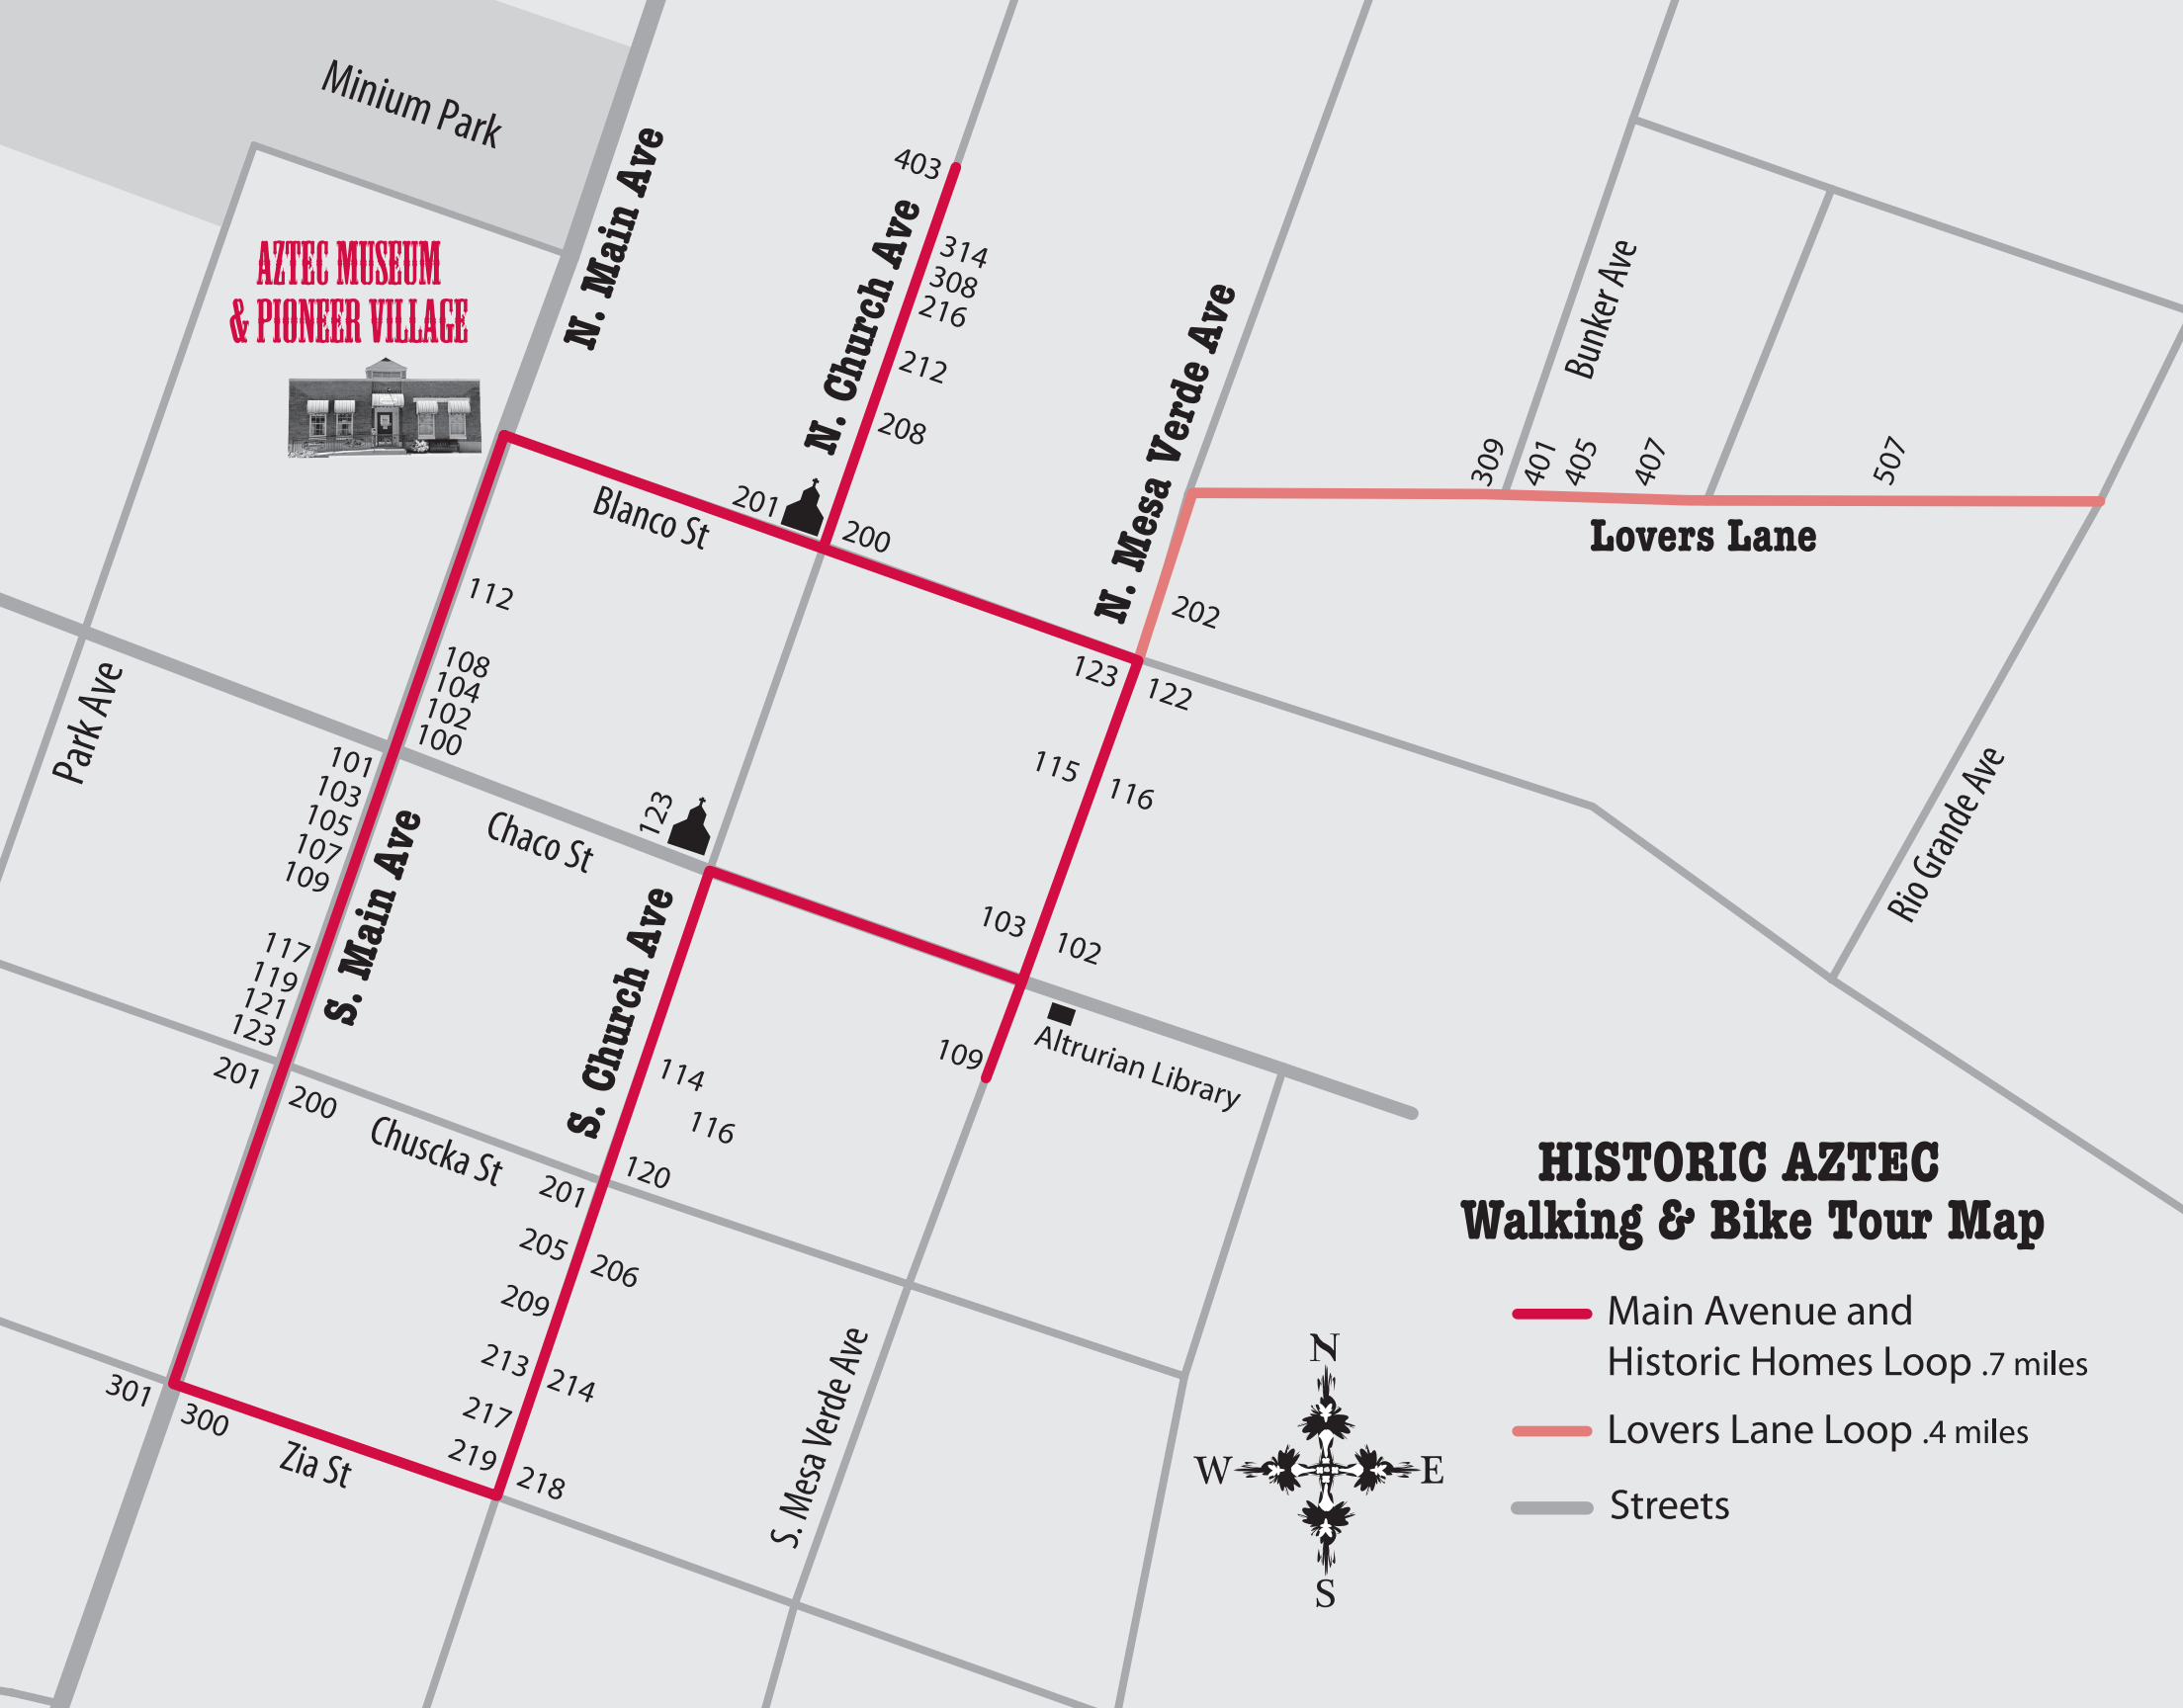 Minium Park
N. Main Ave
AZTEC MUSEUM
& PIONEER VILLAGE
403
N. Church Ave
314
308
216
212
208
201
200
Blanco St
N. Mesa Verde Ave
Bunker Ave
309
401
405
407
507
Lovers Lane
202
123
122
115
116
103
102
112
108
104
102
100
Park Ave
101
103
105
107
109
117
119
121
123
S. Main Ave
Chaco St
123
S. Church Ave
Rio Grande Ave
109
Altrurian Library
114
116
120
201
200
Chuscka St
201
205
206
209
213
214
217
219
218
301
300
Zia St
S. Mesa Verde Ave
HISTORIC AZTEC
Walking & Bike Tour Map
Main Avenue and
Historic Homes Loop .7 miles
Lovers Lane Loop .4 miles
Streets
N
W
E
S